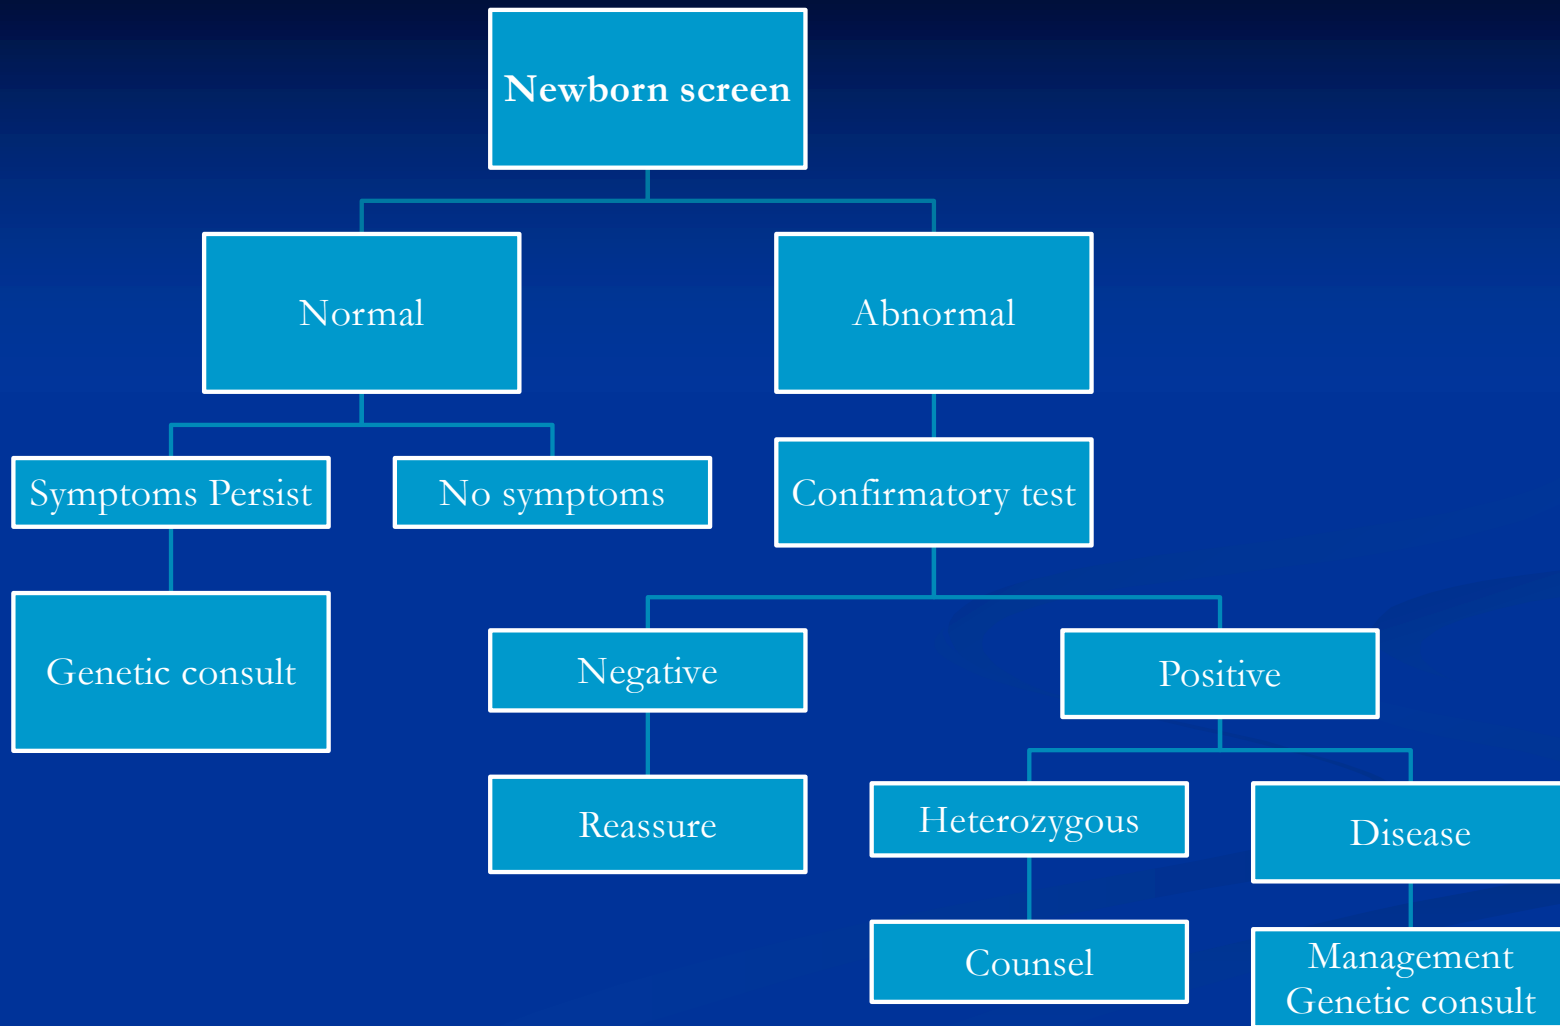 Newborn screen
Normal
Abnormal
Symptoms Persist
No symptoms
Confirmatory test
Genetic consult
Negative
Positive
Reassure
Heterozygous
Disease
Counsel
Management
Genetic consult